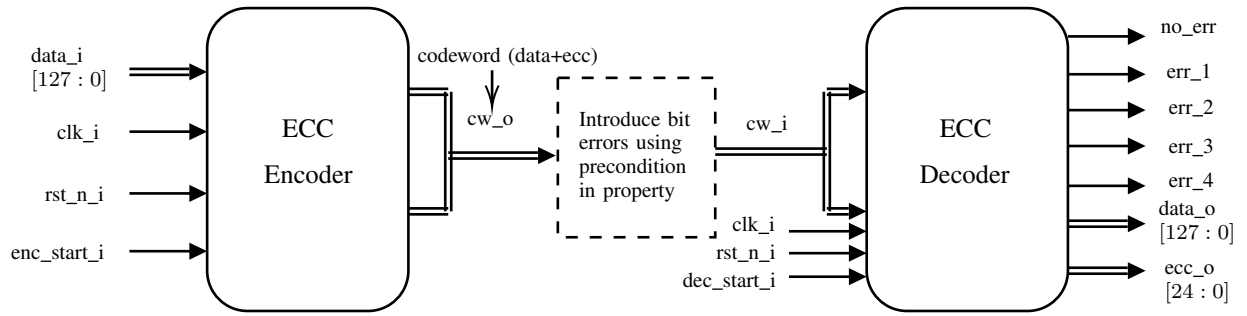 data_i
[127 : 0]
clk_i
rst_n_i
enc_start_i
ECC
Encoder
codeword (data+ecc)
cw_o
Introduce bit
errors using
precondition
in property
cw_i
clk_i
rst_n_i
dec_start_i
ECC
Decoder
no_err
err_1
err_2
err_3
err_4
data_o
[127 : 0]
ecc_o
[24 : 0]